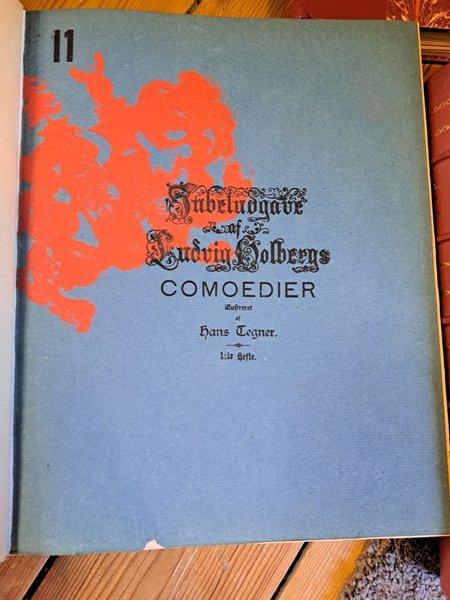 11
Jubeludgave
af
Ludvig Holbergs
COMOEDIER
illustreret
af
Hans Tegner.
11te Hefte.